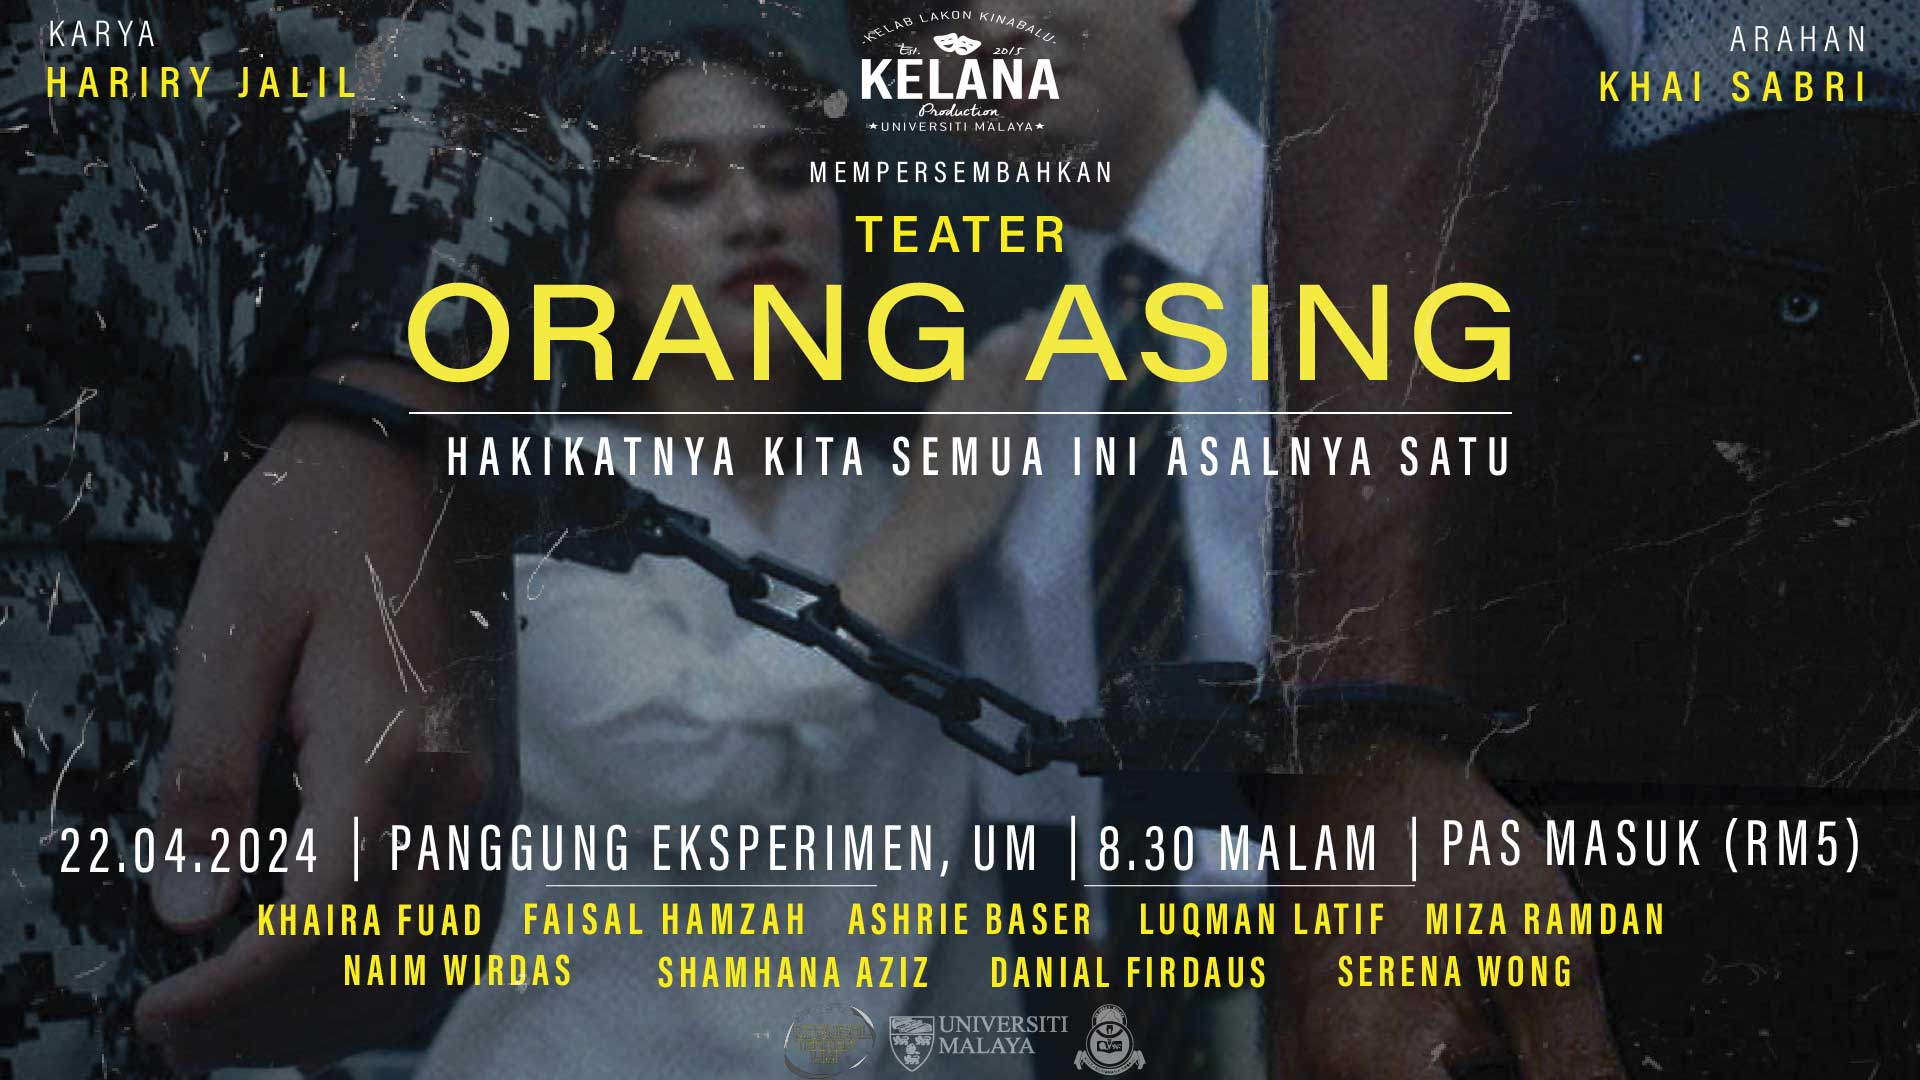 KARYA
HARIRY JALIL
·KELAB LAKON KINABALU·
Est. 2015
KELANA
Production
★UNIVERSITI MALAYA★
ARAHAN
KHAI SABRI
MEMPERSEMBAHKAN
TEATER
ORANG ASING
HAKIKATNYA KITA SEMUA INI ASALNYA SATU
22.04.2024 | PANGGUNG EKSPERIMEN, UM | 8.30 MALAM | PAS MASUK (RM5)
KHAIRA FUAD FAISAL HAMZAH ASHRIE BASER LUQMAN LATIF MIZA RAMDAN
NAIM WIRDAS SHAMHANA AZIZ DANIAL FIRDAUS SERENA WONG
UNIVERSITI
MALAYA